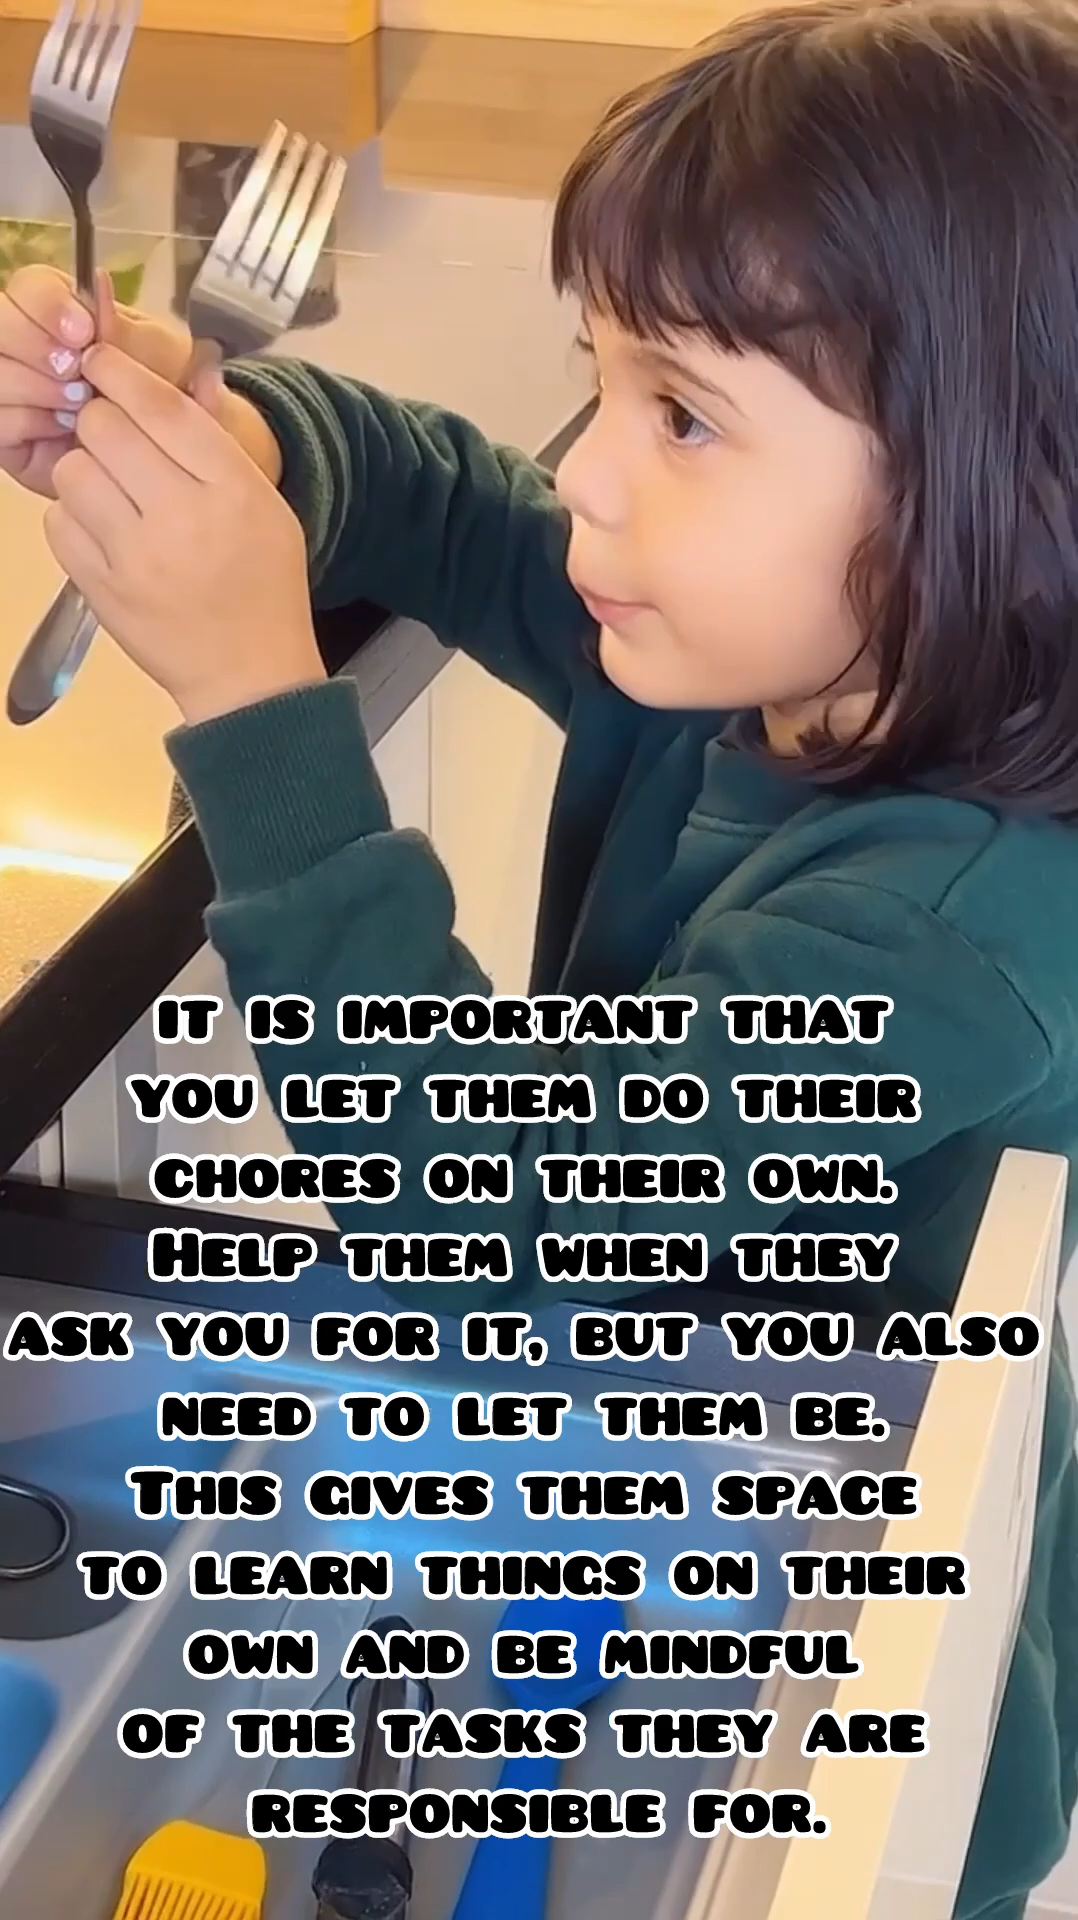 IT IS IMPORTANT THAT
YOU LET THEM DO THEIR
CHORES ON THEIR OWN.
HELP THEM WHEN THEY
ASK YOU FOR IT, BUT YOU ALSO
NEED TO LET THEM BE.
THIS GIVES THEM SPACE
TO LEARN THINGS ON THEIR
OWN AND BE MINDFUL
OF THE TASKS THEY ARE
RESPONSIBLE FOR.